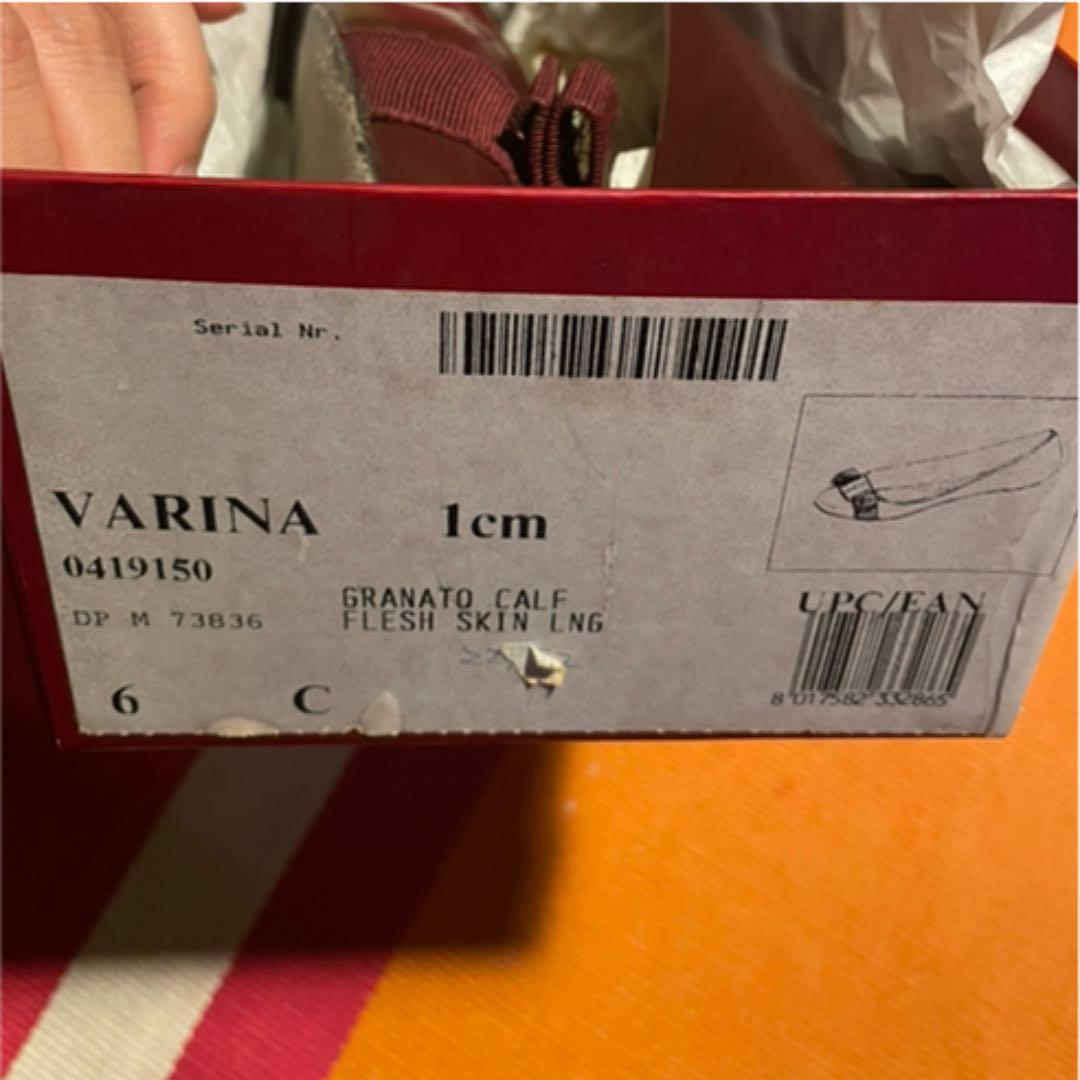 Serial Nr.
VARINA 1cm
0419150
GRANATO CALF
DP M 73836 FLESH SKIN LNG
UPC/EAN
6 C
8 017582 332865